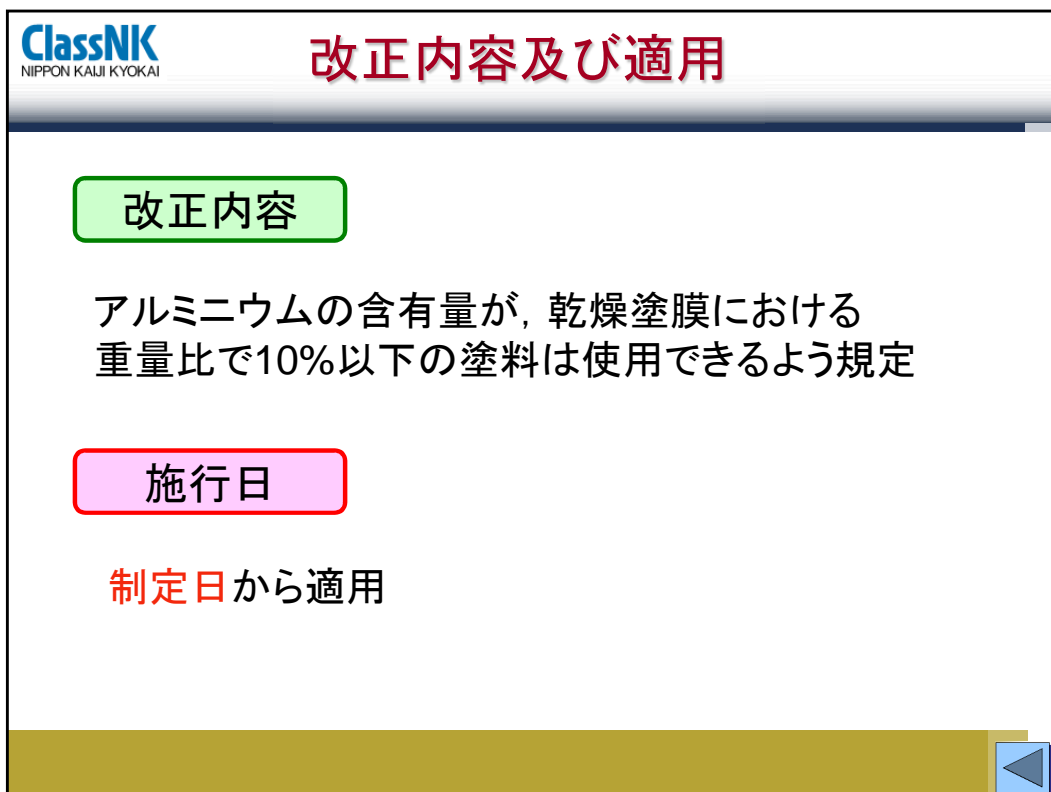 ClassNK
NIPPON KAIJI KYOKAI
改正内容及び適用
改正内容
アルミニウムの含有量が, 乾燥塗膜における
重量比で10%以下の塗料は使用できるよう規定
施行日
制定日から適用